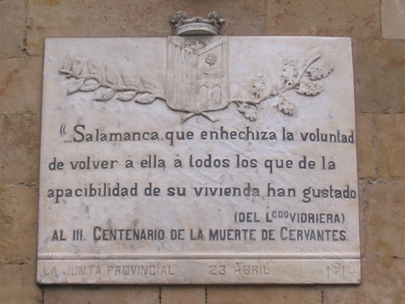 "...Salamanca, que enhechiza la voluntad
de volver á ella á todos los que de la
apacibilidad de su vivienda han gustado
(DEL Lcdo VIDRIERA)
AL III. CENTENARIO DE LA MUERTE DE CERVANTES.
LA JUNTA PROVINCIAL 23 ABRIL